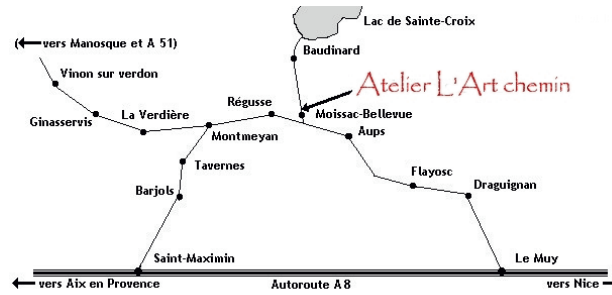 Lac de Sainte-Croix
(← vers Manosque et A 51)
Baudinard
Vinon sur verdon
Atelier L'Art chemin
Régusse
La Verdière
Moissac-Bellevue
Ginasservis
Montmeyan
Aups
Tavernes
Flayosc
Barjols
Draguignan
Saint-Maximin
Le Muy
vers Aix en Provence
Autoroute A 8
vers Nice